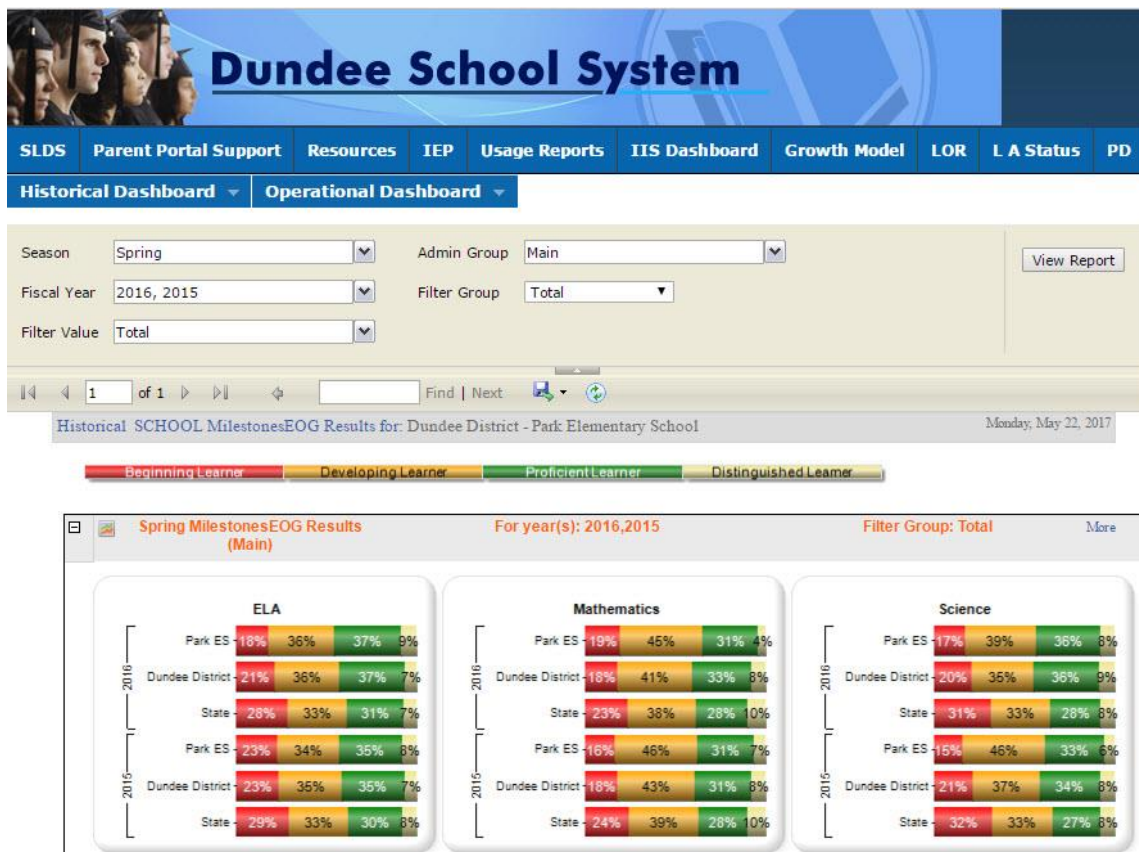 Dundee School System
SLDS Parent Portal Support Resources IEP Usage Reports IIS Dashboard Growth Model LOR L A Status PD
Historical Dashboard Operational Dashboard
Season Spring Admin Group Main View Report
Fiscal Year 2016, 2015 Filter Group Total
Filter Value Total
1 of 1 Find | Next
Historical SCHOOL MilestonesEOG Results for: Dundee District - Park Elementary School Monday, May 22, 2017
Beginning Learner Developing Learner Proficient Learner Distinguished Learner
Spring MilestonesEOG Results
(Main)
For year(s): 2016,2015
Filter Group: Total
More
ELA
2016
Park ES 18% 36% 37% 9%
Dundee District 21% 36% 37% 7%
State 28% 33% 31% 7%
2015
Park ES 23% 34% 35% 8%
Dundee District 23% 35% 35% 7%
State 29% 33% 30% 8%
Mathematics
2016
Park ES 19% 45% 31% 4%
Dundee District 18% 41% 33% 8%
State 23% 38% 28% 10%
2015
Park ES 16% 46% 31% 7%
Dundee District 18% 43% 31% 8%
State 24% 39% 28% 10%
Science
2016
Park ES 17% 39% 36% 8%
Dundee District 20% 35% 36% 9%
State 31% 33% 28% 8%
2015
Park ES 15% 46% 33% 6%
Dundee District 21% 37% 34% 8%
State 32% 33% 27% 8%